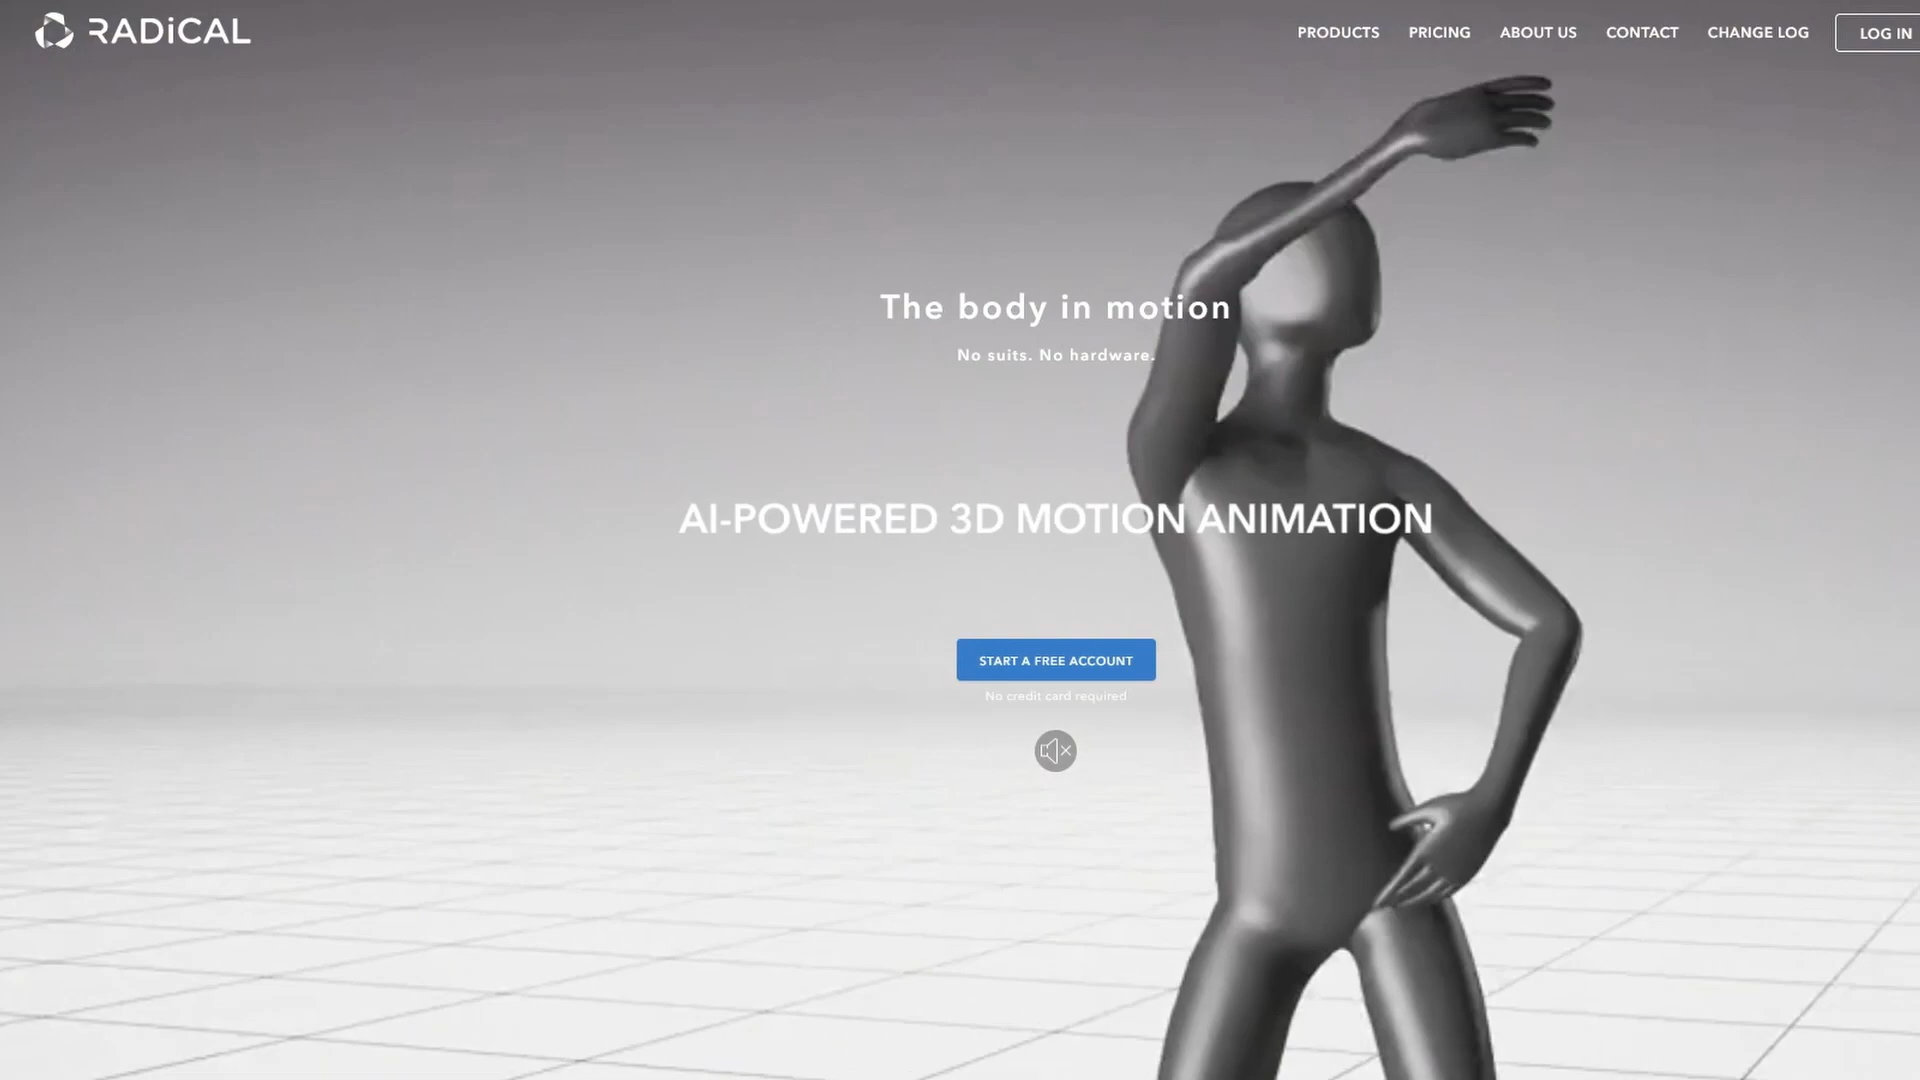 RADiCAL
PRODUCTS PRICING ABOUT US CONTACT CHANGE LOG LOG IN
The body in motion
No suits. No hardware.
AI-POWERED 3D MOTION ANIMATION
START A FREE ACCOUNT
No credit card required